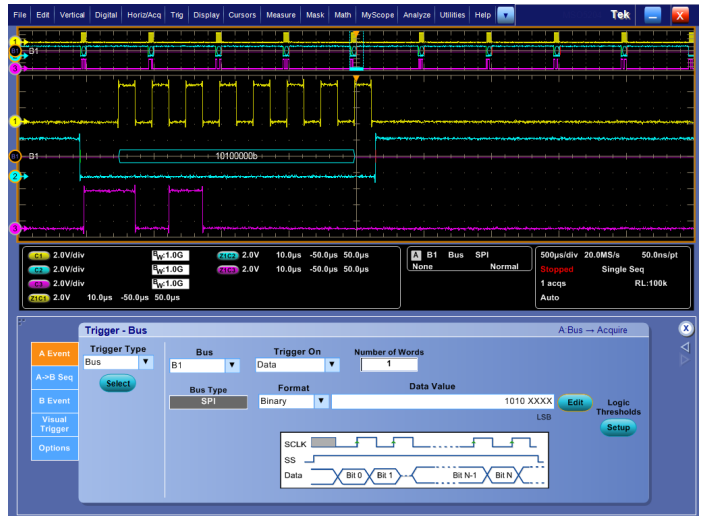 File Edit Vertical Digital Horiz/Acq Trig Display Cursors Measure Mask Math MyScope Analyze Utilities Help Tek X
1
B1 B1
3
1
B1 B1 10100000b
2
3
C1 2.0V/div BW:1.0G Z1C2 2.0V 10.0µs -50.0µs 50.0µs A B1 Bus SPI 500µs/div 20.0MS/s 50.0ns/pt
C2 2.0V/div BW:1.0G Z1C3 2.0V 10.0µs -50.0µs 50.0µs None Normal Stopped Single Seq
C3 2.0V/div BW:1.0G 1 acqs RL:100k
Z1C1 2.0V 10.0µs -50.0µs 50.0µs Auto
Trigger - Bus A:Bus → Acquire X
A Event Trigger Type Bus Trigger On Number of Words
Bus B1 Data 1
A->B Seq Select
B Event Bus Type Format Data Value
SPI Binary 1010 XXXX Edit Logic Thresholds
Visual Trigger LSB Setup
Options
SCLK
SS
Data Bit 0 Bit 1 Bit N-1 Bit N